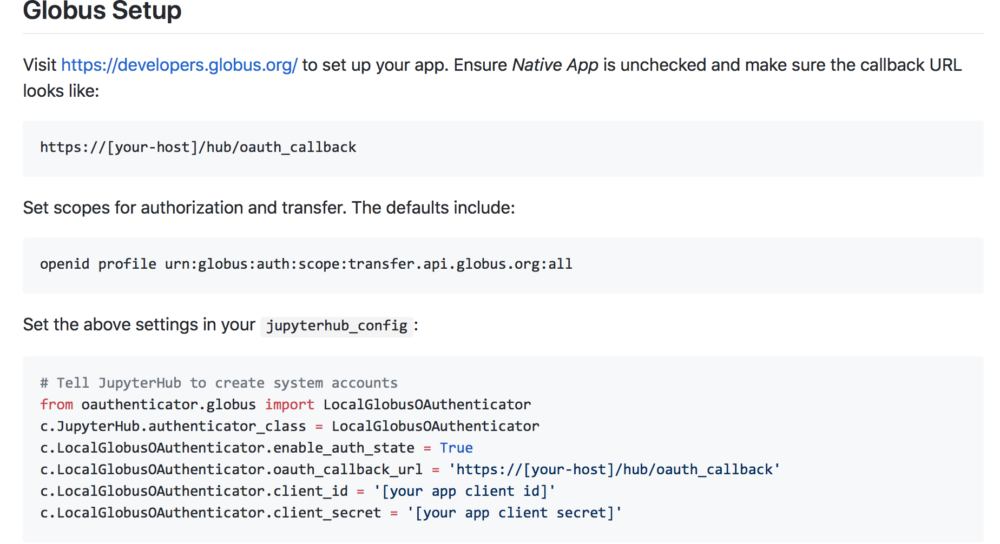 Globus Setup
Visit https://developers.globus.org/ to set up your app. Ensure Native App is unchecked and make sure the callback URL
looks like:
https://[your-host]/hub/oauth_callback
Set scopes for authorization and transfer. The defaults include:
openid profile urn:globus:auth:scope:transfer.api.globus.org:all
Set the above settings in your jupyterhub_config:
# Tell JupyterHub to create system accounts
from oauthenticator.globus import LocalGlobusOAuthenticator
c.JupyterHub.authenticator_class = LocalGlobusOAuthenticator
c.LocalGlobusOAuthenticator.enable_auth_state = True
c.LocalGlobusOAuthenticator.oauth_callback_url = 'https://[your-host]/hub/oauth_callback'
c.LocalGlobusOAuthenticator.client_id = '[your app client id]'
c.LocalGlobusOAuthenticator.client_secret = '[your app client secret]'